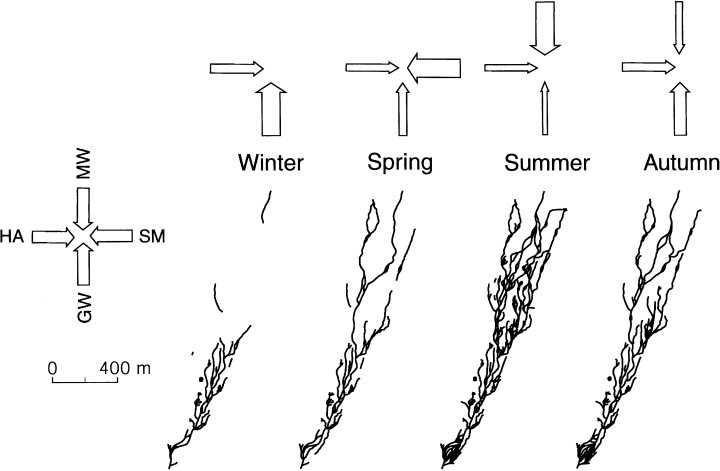 Winter Spring Summer Autumn
MW
HA SM
GW
0 400 m